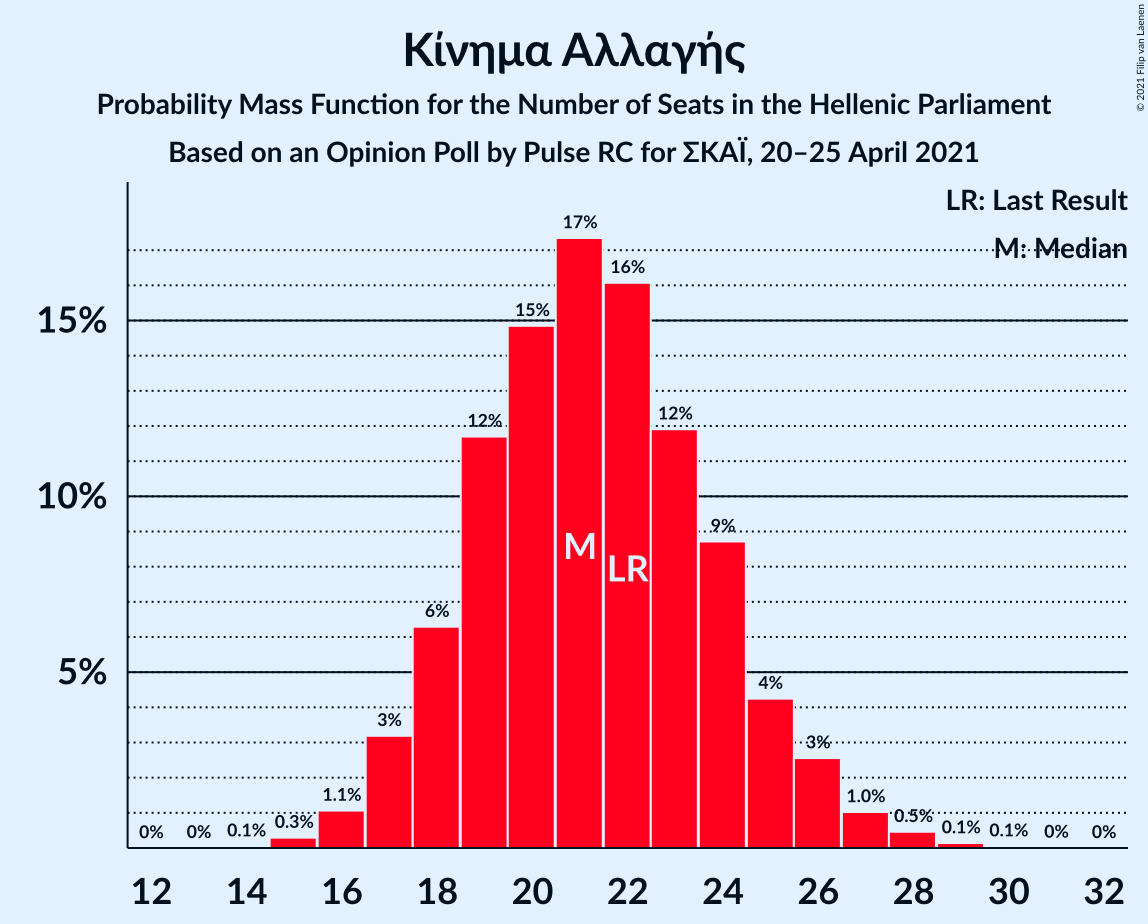 Κίνημα Αλλαγής
Probability Mass Function for the Number of Seats in the Hellenic Parliament
Based on an Opinion Poll by Pulse RC for ΣΚΑΪ, 20–25 April 2021
© 2021 Filip van Laenen
LR: Last Result
M: Median
15%
10%
5%
0% 0% 0.1% 0.3% 1.1% 3% 6% 12% 15% 17% 16% 12% 9% 4% 3% 1.0% 0.5% 0.1% 0.1% 0% 0%
M LR
12 14 16 18 20 22 24 26 28 30 32